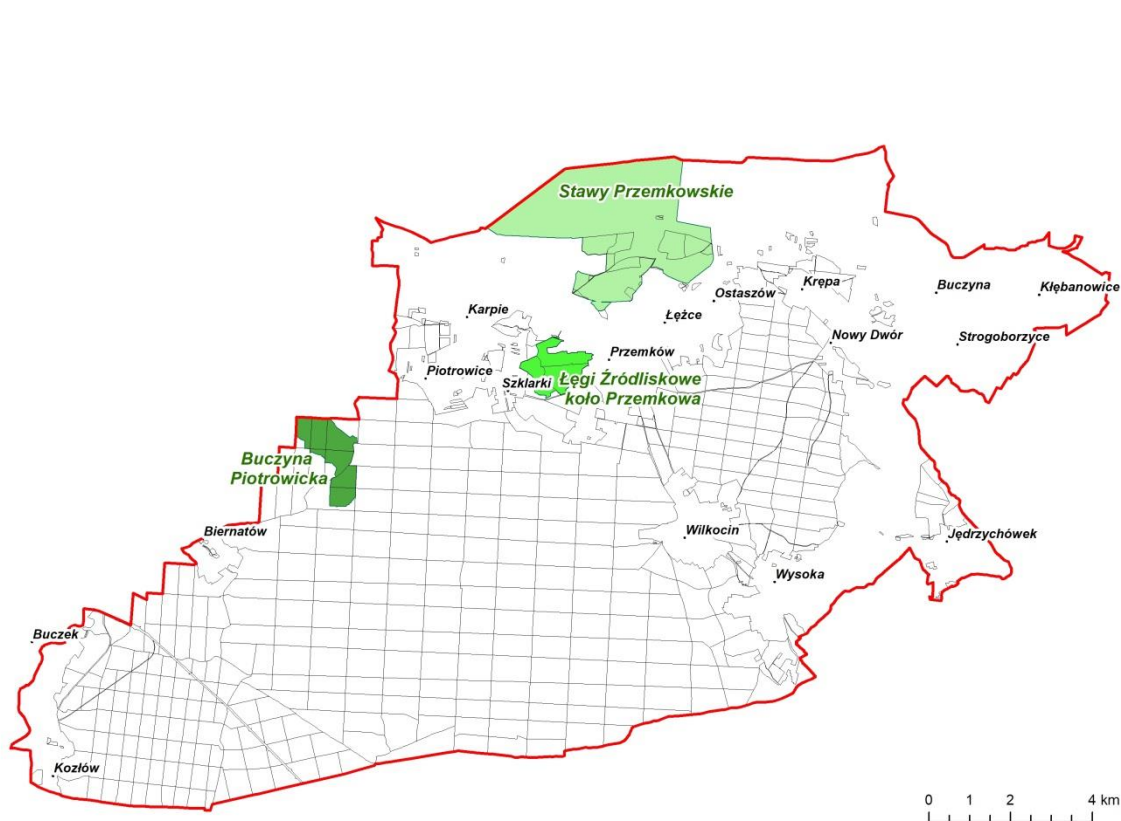 Stawy Przemkowskie
Krępa
Buczyna
Kłębanowice
Ostaszów
Karpie
Łężce
Nowy Dwór
Strogoborzyce
Przemków
Piotrowice
Szklarki
Łęgi Źródliskowe
koło Przemkowa
Buczyna
Piotrowicka
Biernatów
Wilkocin
Jędrzychówek
Wysoka
Buczek
Kozłów
0 1 2 4 km